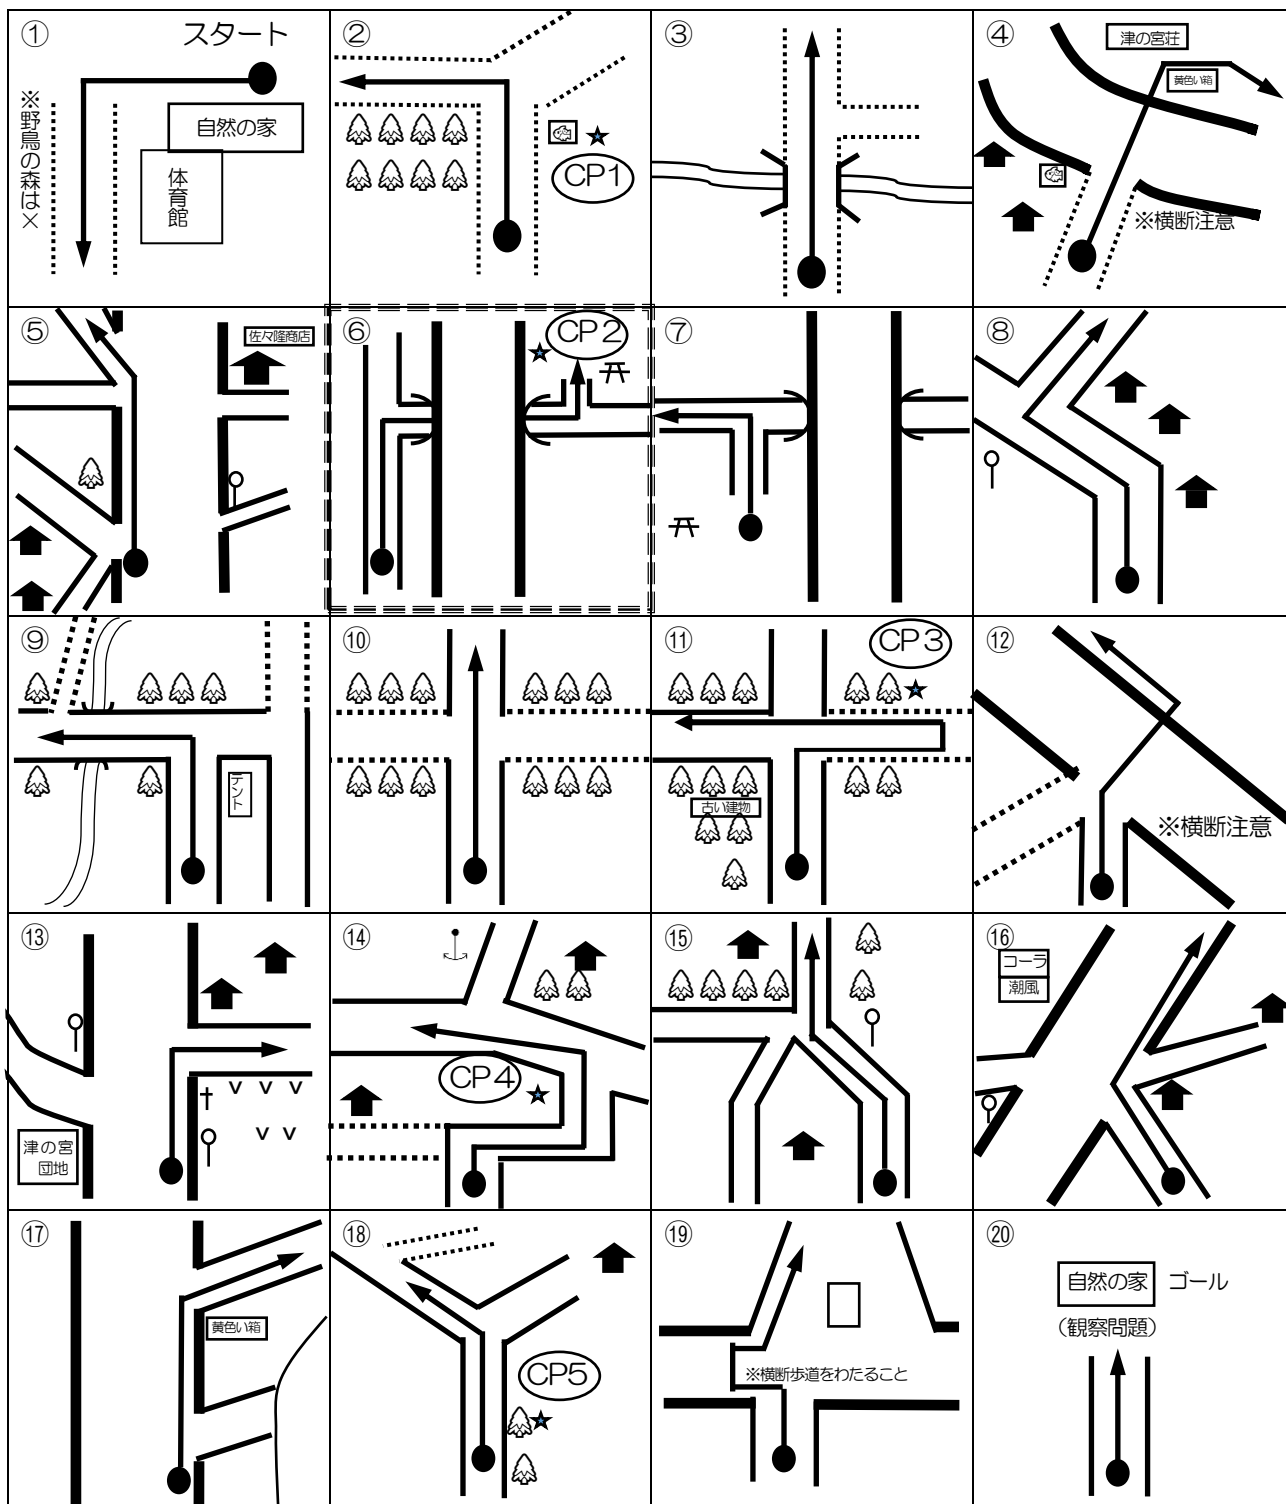 ① スタート
※野鳥の森は×
自然の家
体育館
②
CP1
③
④
津の宮荘
黄色い箱
※横断注意
⑤
佐々隆商店
⑥
CP2
⑦
⑧
⑨
テント
⑩
⑪
CP3
古い建物
⑫
※横断注意
⑬
津の宮
団地
⑭
CP4
⑮
⑯
コーラ
潮風
⑰
黄色い箱
⑱
CP5
⑲
※横断歩道をわたること
⑳
自然の家 ゴール
(観察問題)